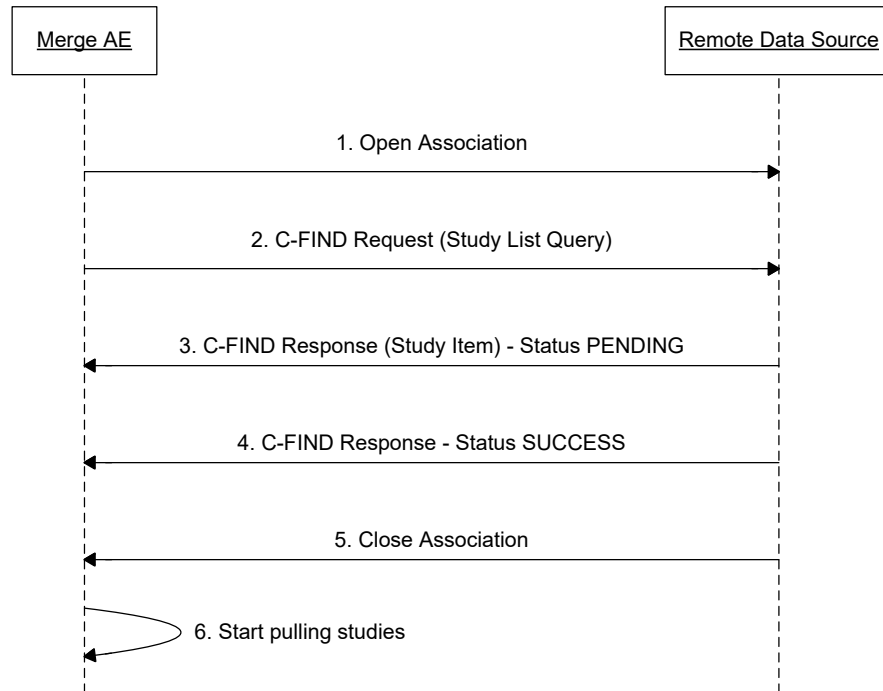 Merge AE
Remote Data Source
1. Open Association
2. C-FIND Request (Study List Query)
3. C-FIND Response (Study Item) - Status PENDING
4. C-FIND Response - Status SUCCESS
5. Close Association
6. Start pulling studies